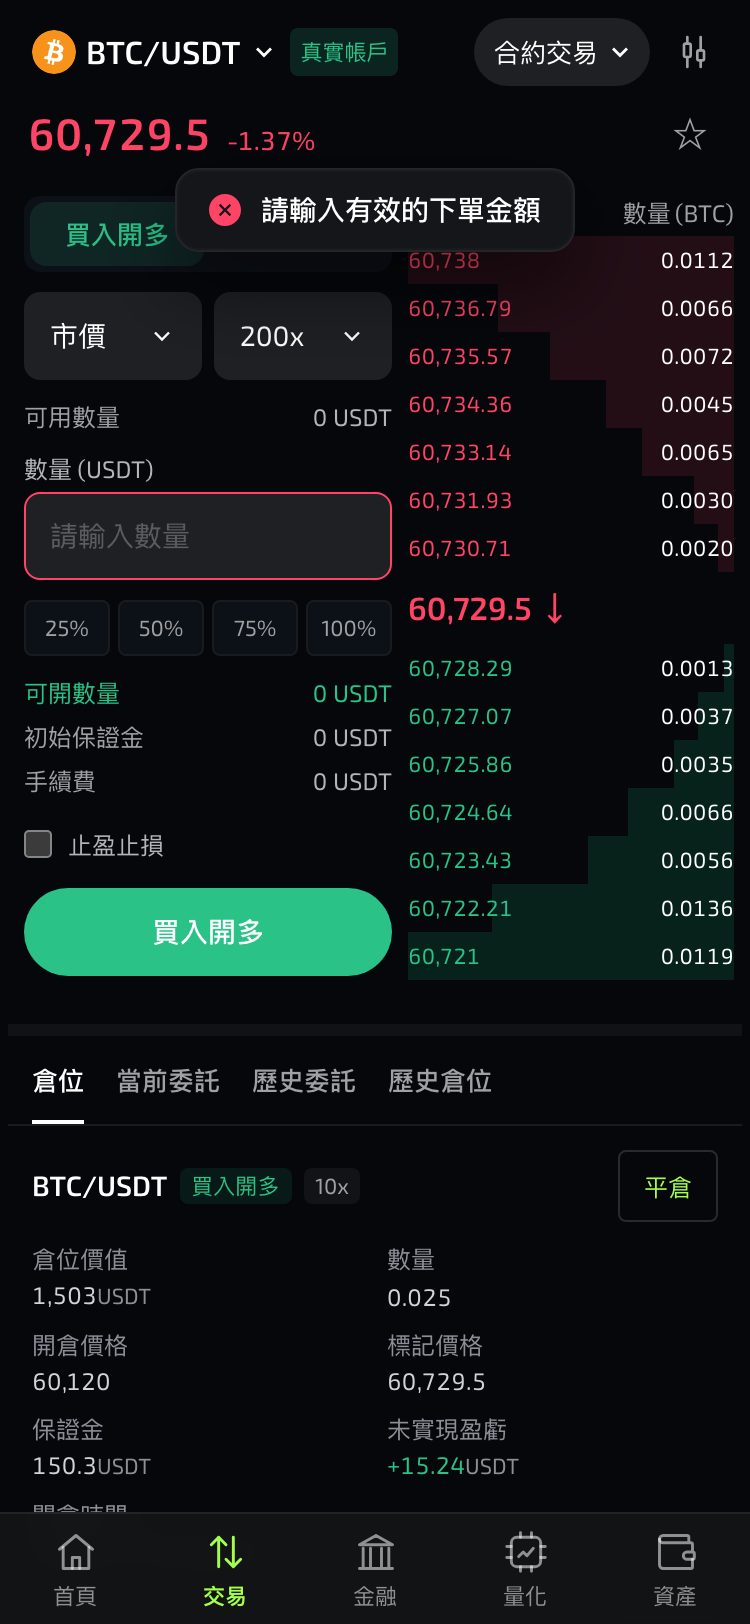 BTC/USDT 真實帳戶 合約交易
60,729.5 -1.37%
請輸入有效的下單金額
買入開多 數量(BTC)
60,738 0.0112
市價 200x 60,736.79 0.0066
60,735.57 0.0072
可用數量 0 USDT 60,734.36 0.0045
數量(USDT) 60,733.14 0.0065
60,731.93 0.0030
請輸入數量 60,730.71 0.0020
60,729.5 ↓
25% 50% 75% 100%
60,728.29 0.0013
可開數量 0 USDT 60,727.07 0.0037
初始保證金 0 USDT 60,725.86 0.0035
手續費 0 USDT 60,724.64 0.0066
止盈止損 60,723.43 0.0056
買入開多 60,722.21 0.0136
60,721 0.0119
倉位 當前委託 歷史委託 歷史倉位
BTC/USDT 買入開多 10x 平倉
倉位價值 數量
1,503USDT 0.025
開倉價格 標記價格
60,120 60,729.5
保證金 未實現盈虧
150.3USDT +15.24USDT
開倉時間
首頁 交易 金融 量化 資產